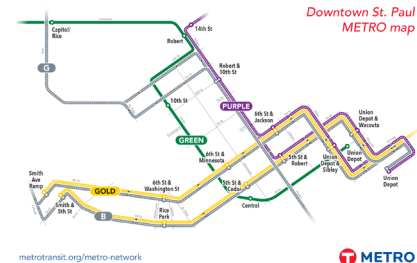 Downtown St. Paul
METRO map
Capitol/
Rice
14th St
Robert
G
Robert &
10th St
10th St
PURPLE
6th St &
Jackson
Union
Depot &
Wacouta
GREEN
6th St &
Minnesota
5th St &
Robert
Union
Depot &
Sibley
Union
Depot
Union
Depot
Smith
Ave
Ramp
GOLD
6th St &
Washington St
5th St &
Cedar
Smith &
5th St
B
Rice
Park
Central
metrotransit.org/metro-network
T METRO